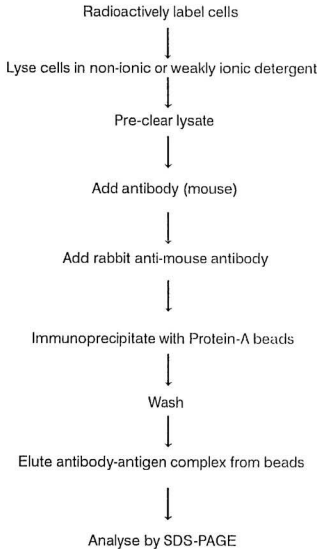 Radioactively label cells
Lyse cells in non-ionic or weakly ionic detergent
Pre-clear lysate
Add antibody (mouse)
Add rabbit anti-mouse antibody
Immunoprecipitate with Protein-A beads
Wash
Elute antibody-antigen complex from beads
Analyse by SDS-PAGE